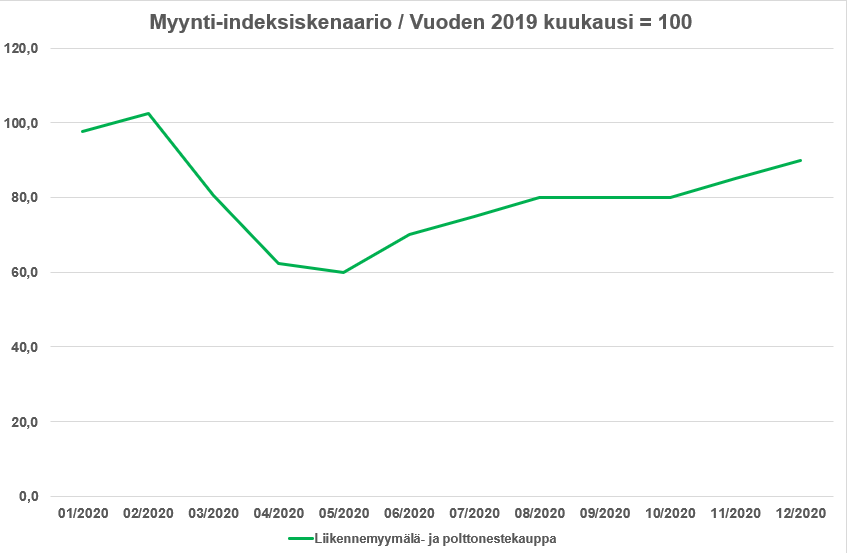 Myynti-indeksiskenaario / Vuoden 2019 kuukausi = 100
120,0
100,0
80,0
60,0
40,0
20,0
0,0
01/2020 02/2020 03/2020 04/2020 05/2020 06/2020 07/2020 08/2020 09/2020 10/2020 11/2020 12/2020
Liikennemyymälä- ja polttonestekauppa